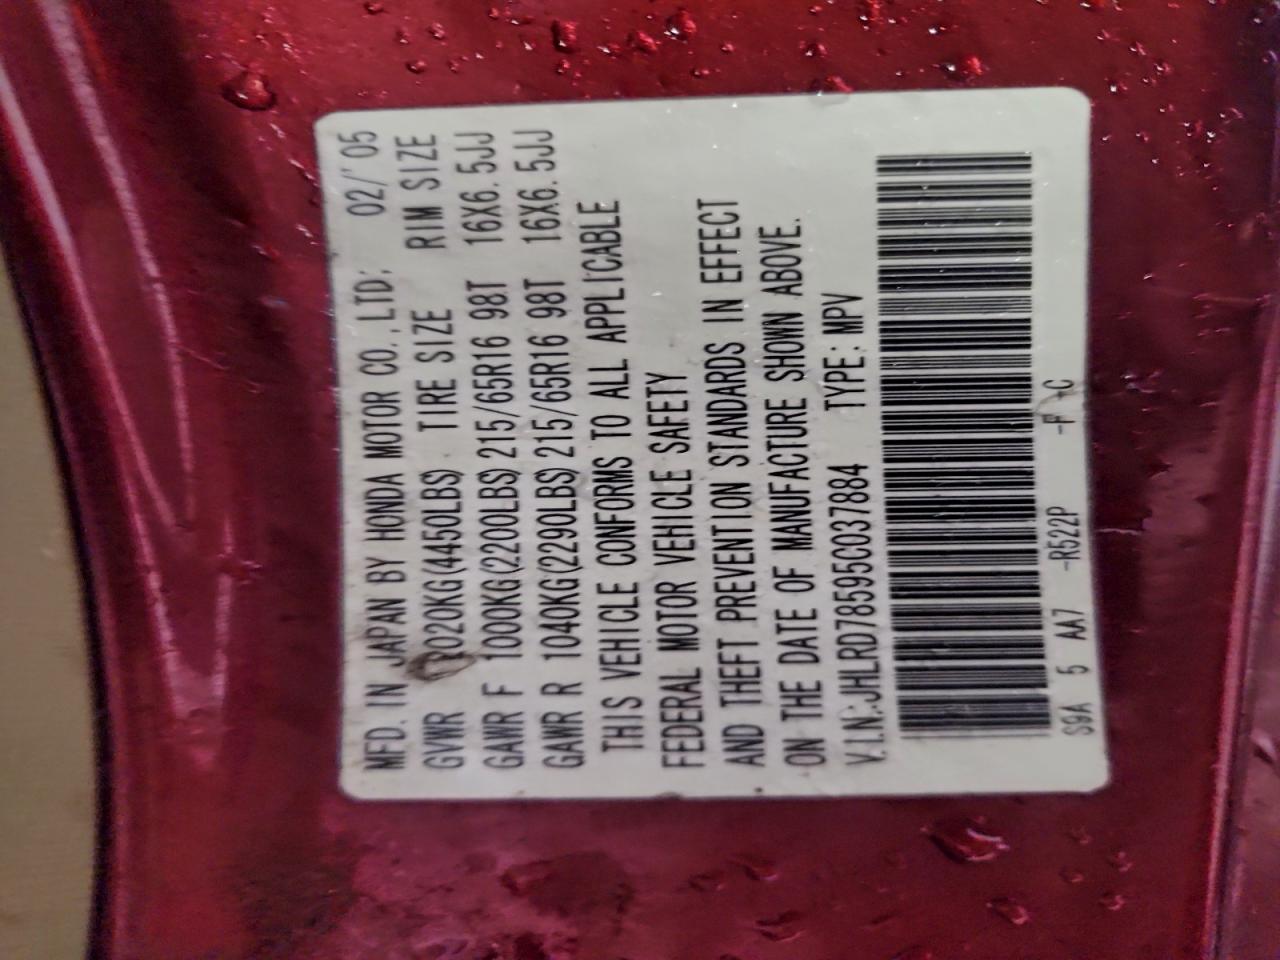 MFD. IN JAPAN BY HONDA MOTOR CO., LTD. 02/'05
GVWR 2020KG(4450LBS) TIRE SIZE RIM SIZE
GAWR F 1000KG(2200LBS) 215/65R16 98T 16X6.5JJ
GAWR R 1040KG(2290LBS) 215/65R16 98T 16X6.5JJ
THIS VEHICLE CONFORMS TO ALL APPLICABLE
FEDERAL MOTOR VEHICLE SAFETY
AND THEFT PREVENTION STANDARDS IN EFFECT
ON THE DATE OF MANUFACTURE SHOWN ABOVE.
V.I.N.:JHLRD78595C037884 TYPE: MPV
S9A 5 AA7 -R522P -F +C